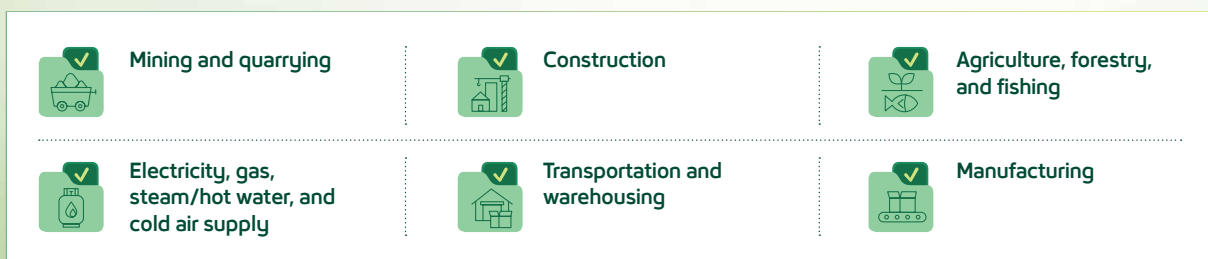 Mining and quarrying
Construction
Agriculture, forestry,
and fishing
Electricity, gas,
steam/hot water, and
cold air supply
Transportation and
warehousing
Manufacturing